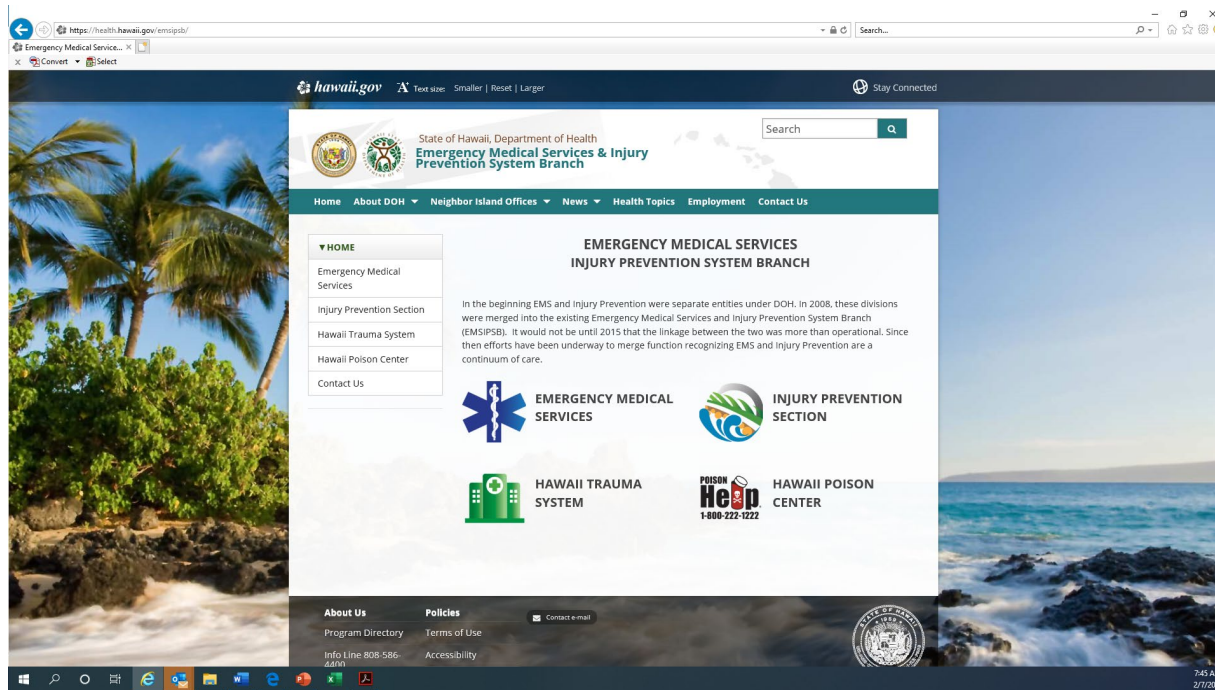 https://health.hawaii.gov/emsipsb/
Search...
Emergency Medical Service...
x Convert Select
hawaii.gov
Text size: Smaller | Reset | Larger
Stay Connected
State of Hawaii, Department of Health
Emergency Medical Services & Injury
Prevention System Branch
Search
Home About DOH Neighbor Island Offices News Health Topics Employment Contact Us
HOME
Emergency Medical
Services
Injury Prevention Section
Hawaii Trauma System
Hawaii Poison Center
Contact Us
EMERGENCY MEDICAL SERVICES
INJURY PREVENTION SYSTEM BRANCH
In the beginning EMS and Injury Prevention were separate entities under DOH. In 2008, these divisions
were merged into the existing Emergency Medical Services and Injury Prevention System Branch
(EMSIPSB). It would not be until 2015 that the linkage between the two was more than operational. Since
then efforts have been underway to merge function recognizing EMS and Injury Prevention are a
continuum of care.
EMERGENCY MEDICAL
SERVICES
INJURY PREVENTION
SECTION
HAWAII TRAUMA
SYSTEM
POISON
Help
1-800-222-1222
HAWAII POISON
CENTER
About Us
Program Directory
Info Line 808-586-
4400
Policies
Terms of Use
Accessibility
Contact e-mail
STATE OF HAWAII
1959
7:45 A
2/7/20